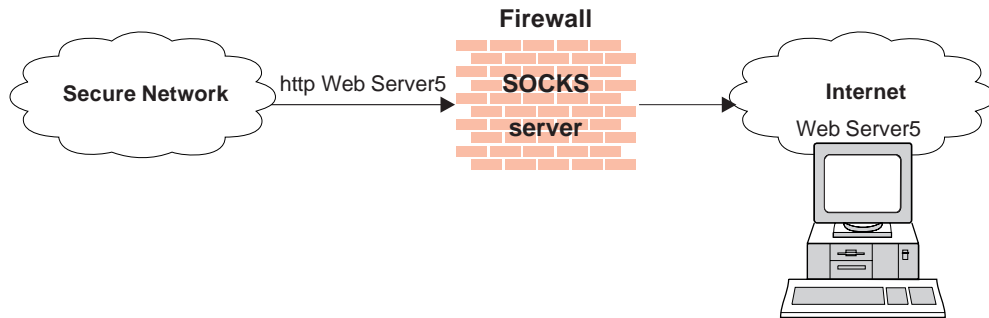 Firewall
Secure Network
http Web Server5
SOCKS
server
Internet
Web Server5